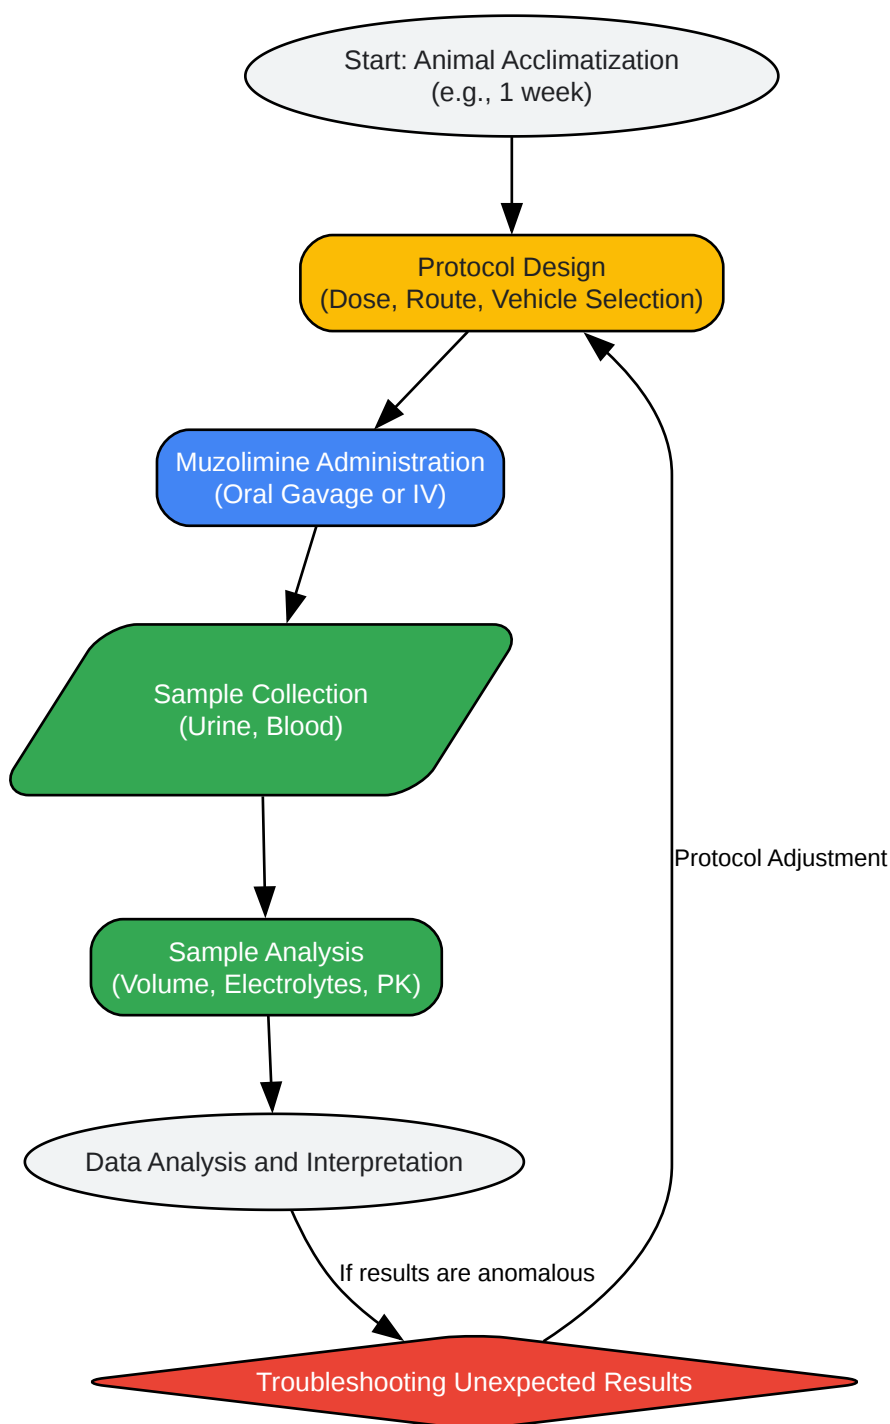 Start: Animal Acclimatization
(e.g., 1 week)
Protocol Design
(Dose, Route, Vehicle Selection)
Muzolimine Administration
(Oral Gavage or IV)
Sample Collection
(Urine, Blood)
Protocol Adjustment
Sample Analysis
(Volume, Electrolytes, PK)
Data Analysis and Interpretation
If results are anomalous
Troubleshooting Unexpected Results